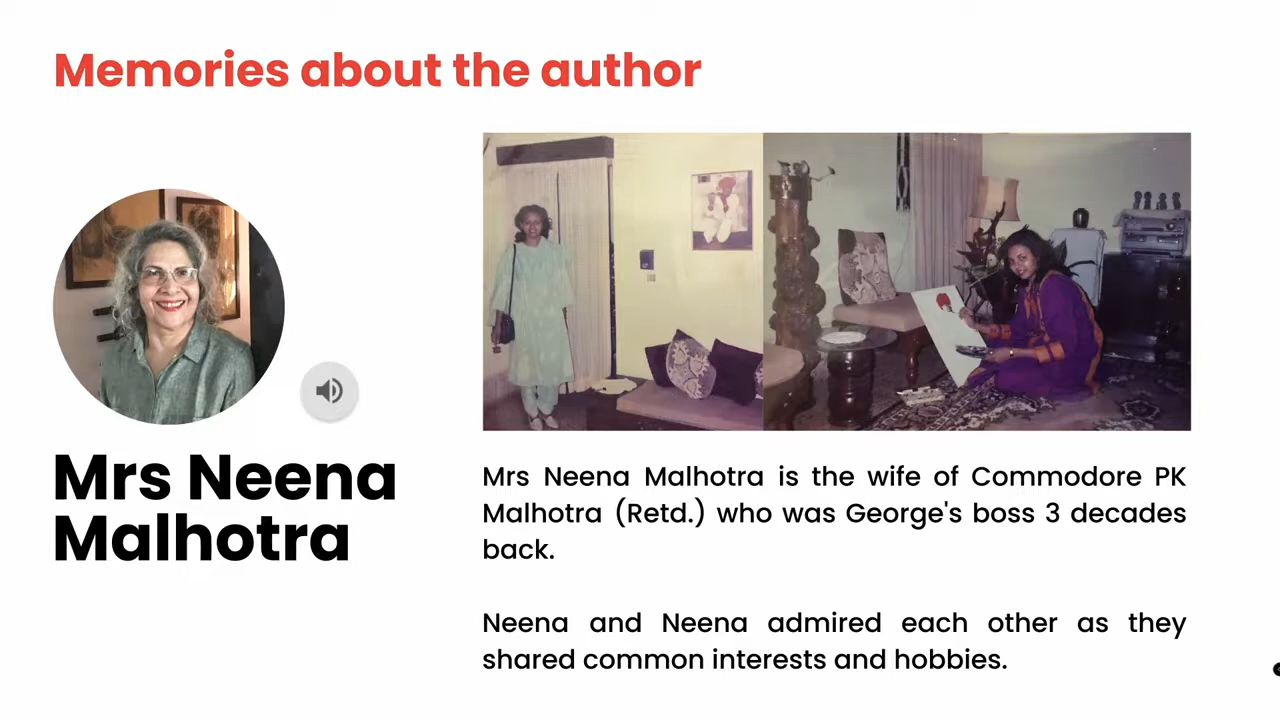 Memories about the author
Mrs Neena
Malhotra
Mrs Neena Malhotra is the wife of Commodore PK
Malhotra (Retd.) who was George's boss 3 decades
back.
Neena and Neena admired each other as they
shared common interests and hobbies.